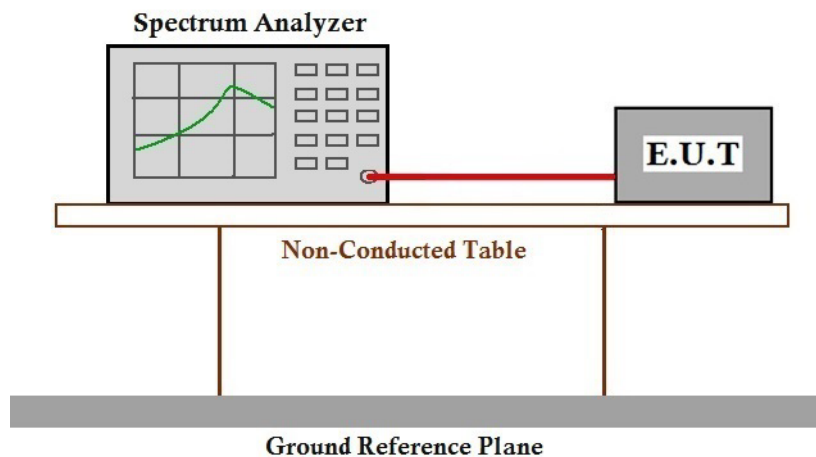 Spectrum Analyzer
E.U.T
Non-Conducted Table
Ground Reference Plane